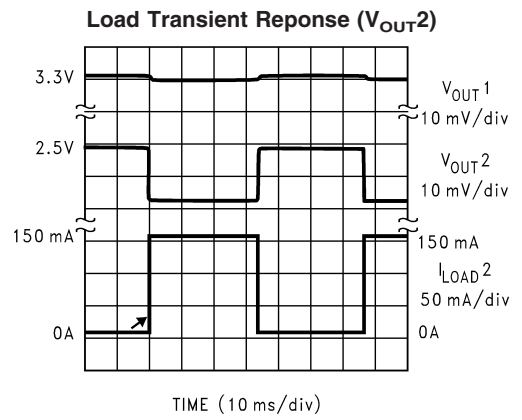 Load Transient Reponse (VOUT2)
3.3V
VOUT1
10 mV/div
2.5V
VOUT2
10 mV/div
150 mA
150 mA
ILOAD2
50 mA/div
0A
0A
TIME (10 ms/div)